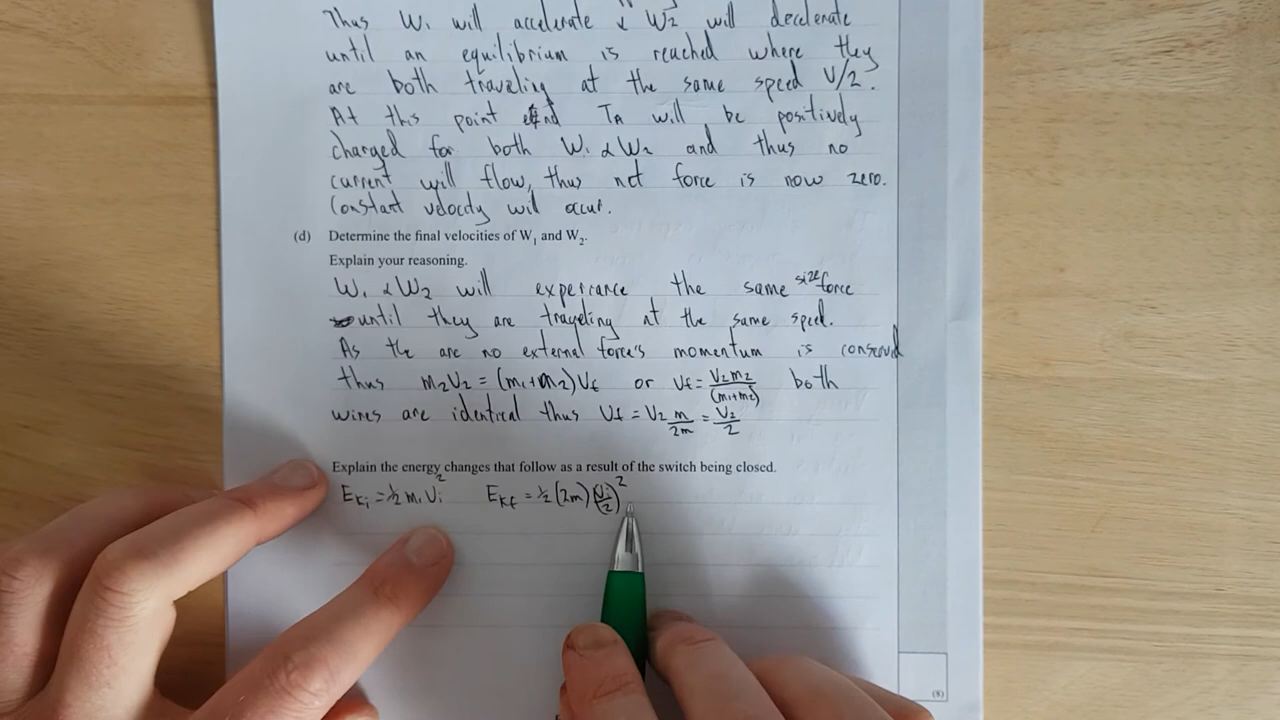 Thus W₁ will accelerate & W₂ will decelerate
until an equilibrium is reached where they
are both traveling at the same speed V/2.
At this point end TA will be positively
charged for both W₁ & W₂ and thus no
current will flow, thus net force is now zero.
Constant velocity will occur.
(d) Determine the final velocities of W₁ and W₂.
Explain your reasoning.
W₁ & W₂ will experrance the same size force
until they are traveling at the same speed.
As the are no external force's momentum is conserved
thus m₂V₂ = (m₁+m₂)Vf or Vf = V₂m₂/(m₁+m₂) both
wires are identical thus Vf = V₂ m/2m = V₂/2
Explain the energy changes that follow as a result of the switch being closed.
EKi = ½ m₁ Vi² EKf = ½ (2m) (Vi/2)²
(8)